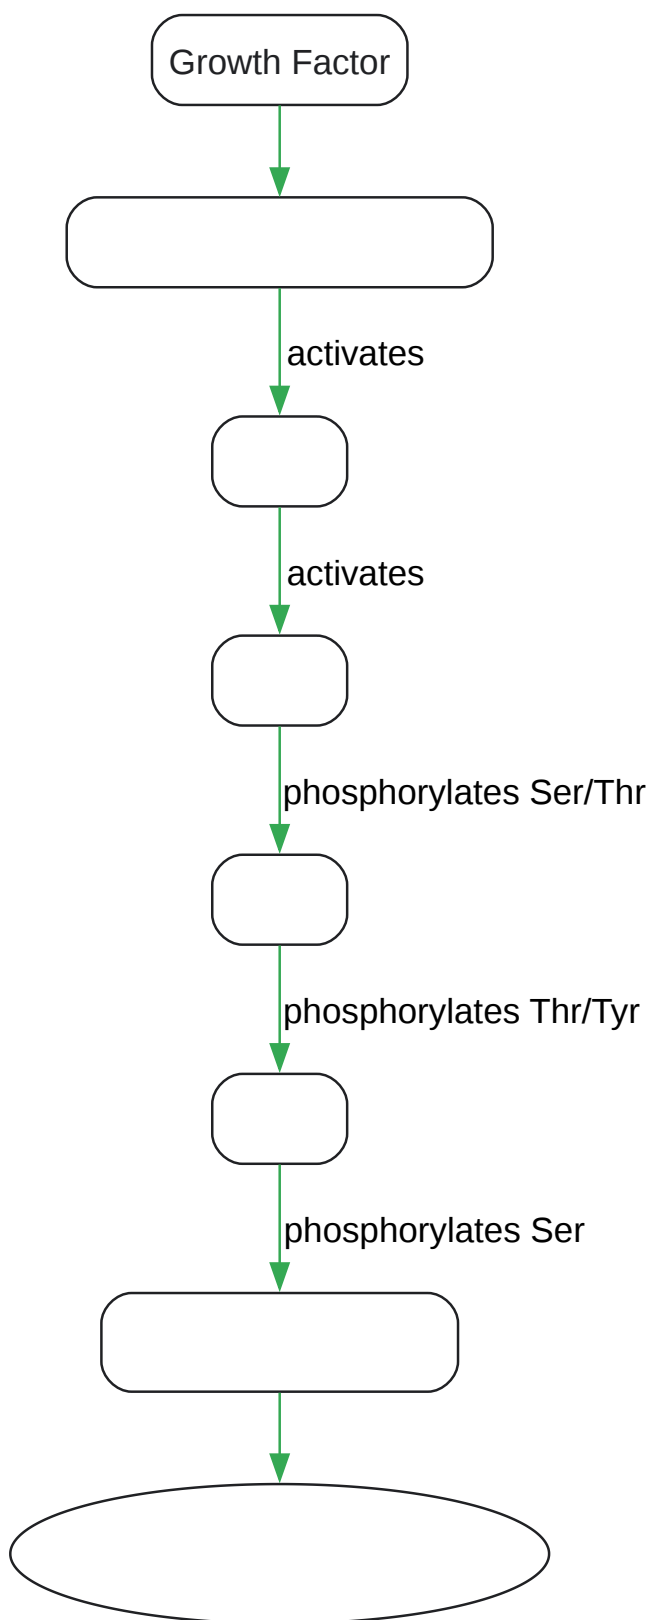 Growth Factor
activates
activates
phosphorylates Ser/Thr
phosphorylates Thr/Tyr
phosphorylates Ser